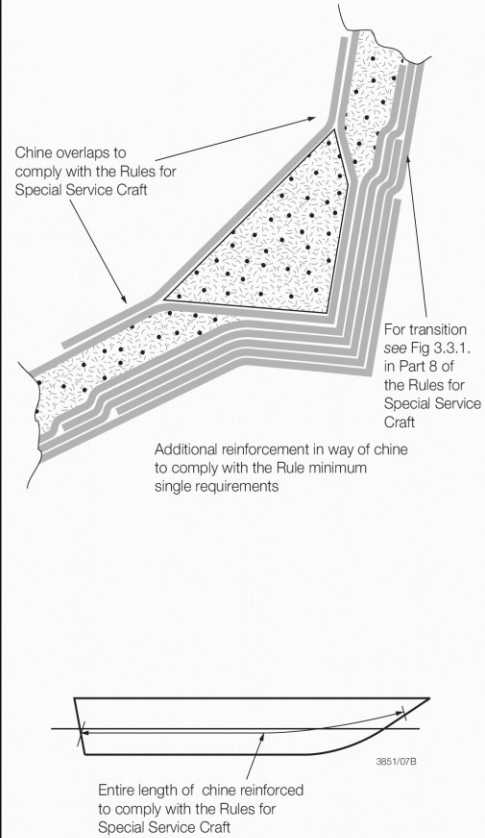 Chine overlaps to
comply with the Rules for
Special Service Craft
For transition
see Fig 3.3.1.
in Part 8 of
the Rules for
Special Service
Craft
Additional reinforcement in way of chine
to comply with the Rule minimum
single requirements
3851/07B
Entire length of chine reinforced
to comply with the Rules for
Special Service Craft